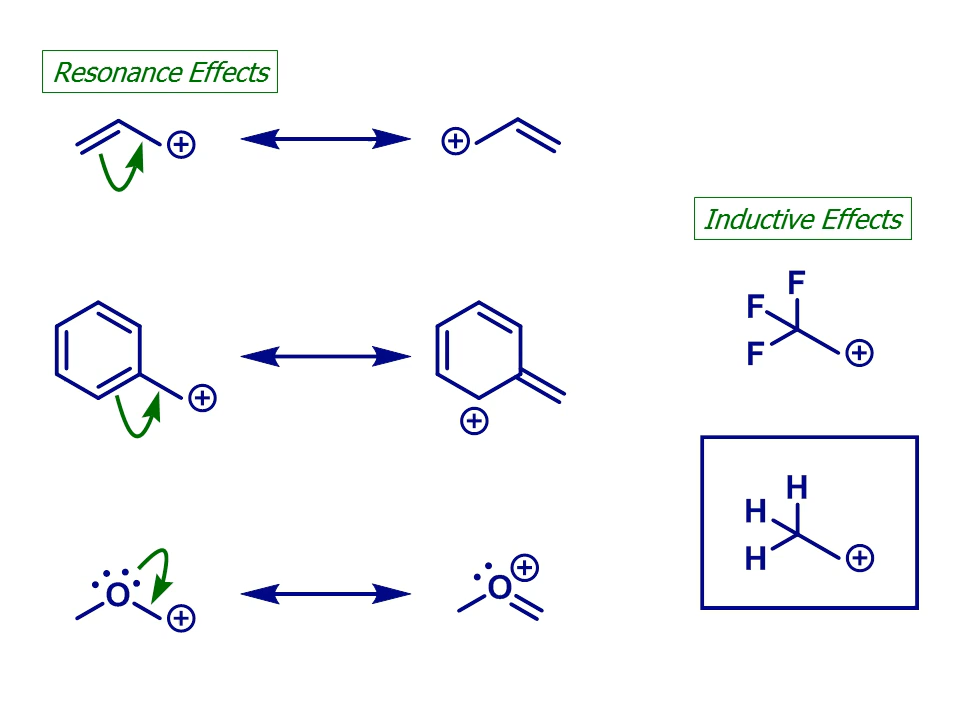 Resonance Effects
+
+
Inductive Effects
F
F
F
+
+
+
H
H
H
+
O
+
O
+